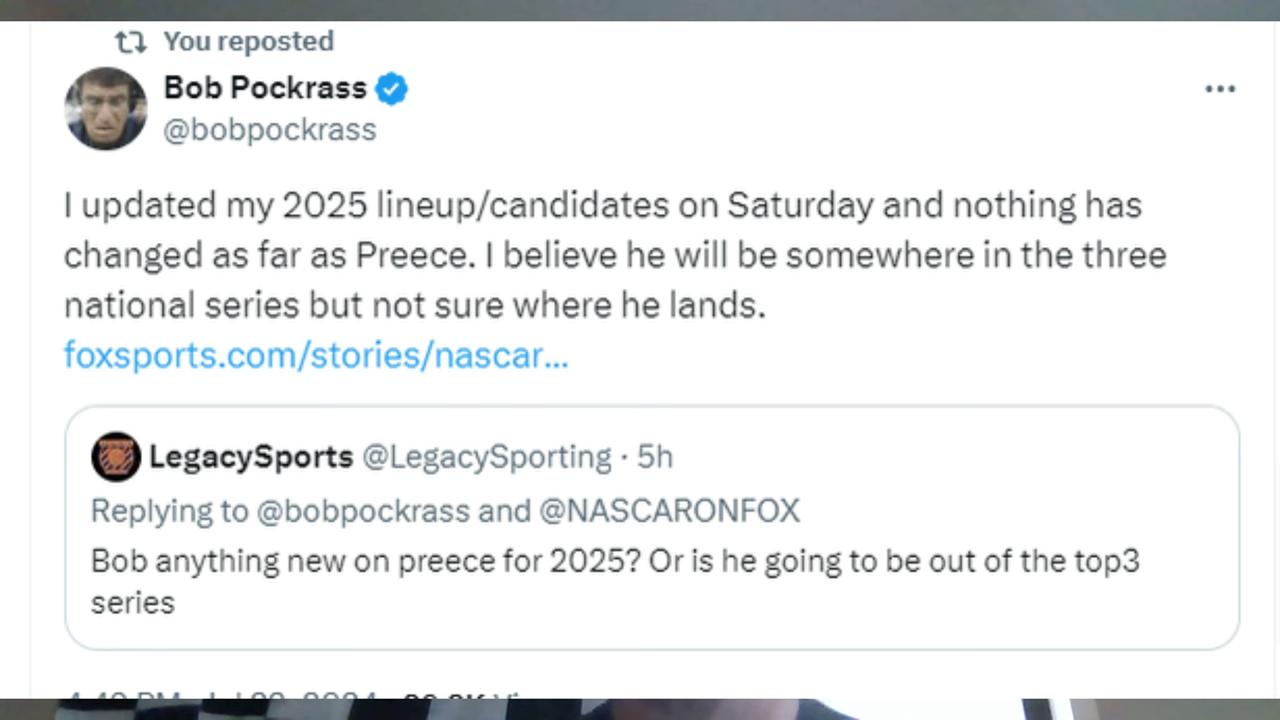 You reposted
Bob Pockrass
@bobpockrass
I updated my 2025 lineup/candidates on Saturday and nothing has
changed as far as Preece. I believe he will be somewhere in the three
national series but not sure where he lands.
foxsports.com/stories/nascar...
LegacySports @LegacySporting · 5h
Replying to @bobpockrass and @NASCARONFOX
Bob anything new on preece for 2025? Or is he going to be out of the top3
series